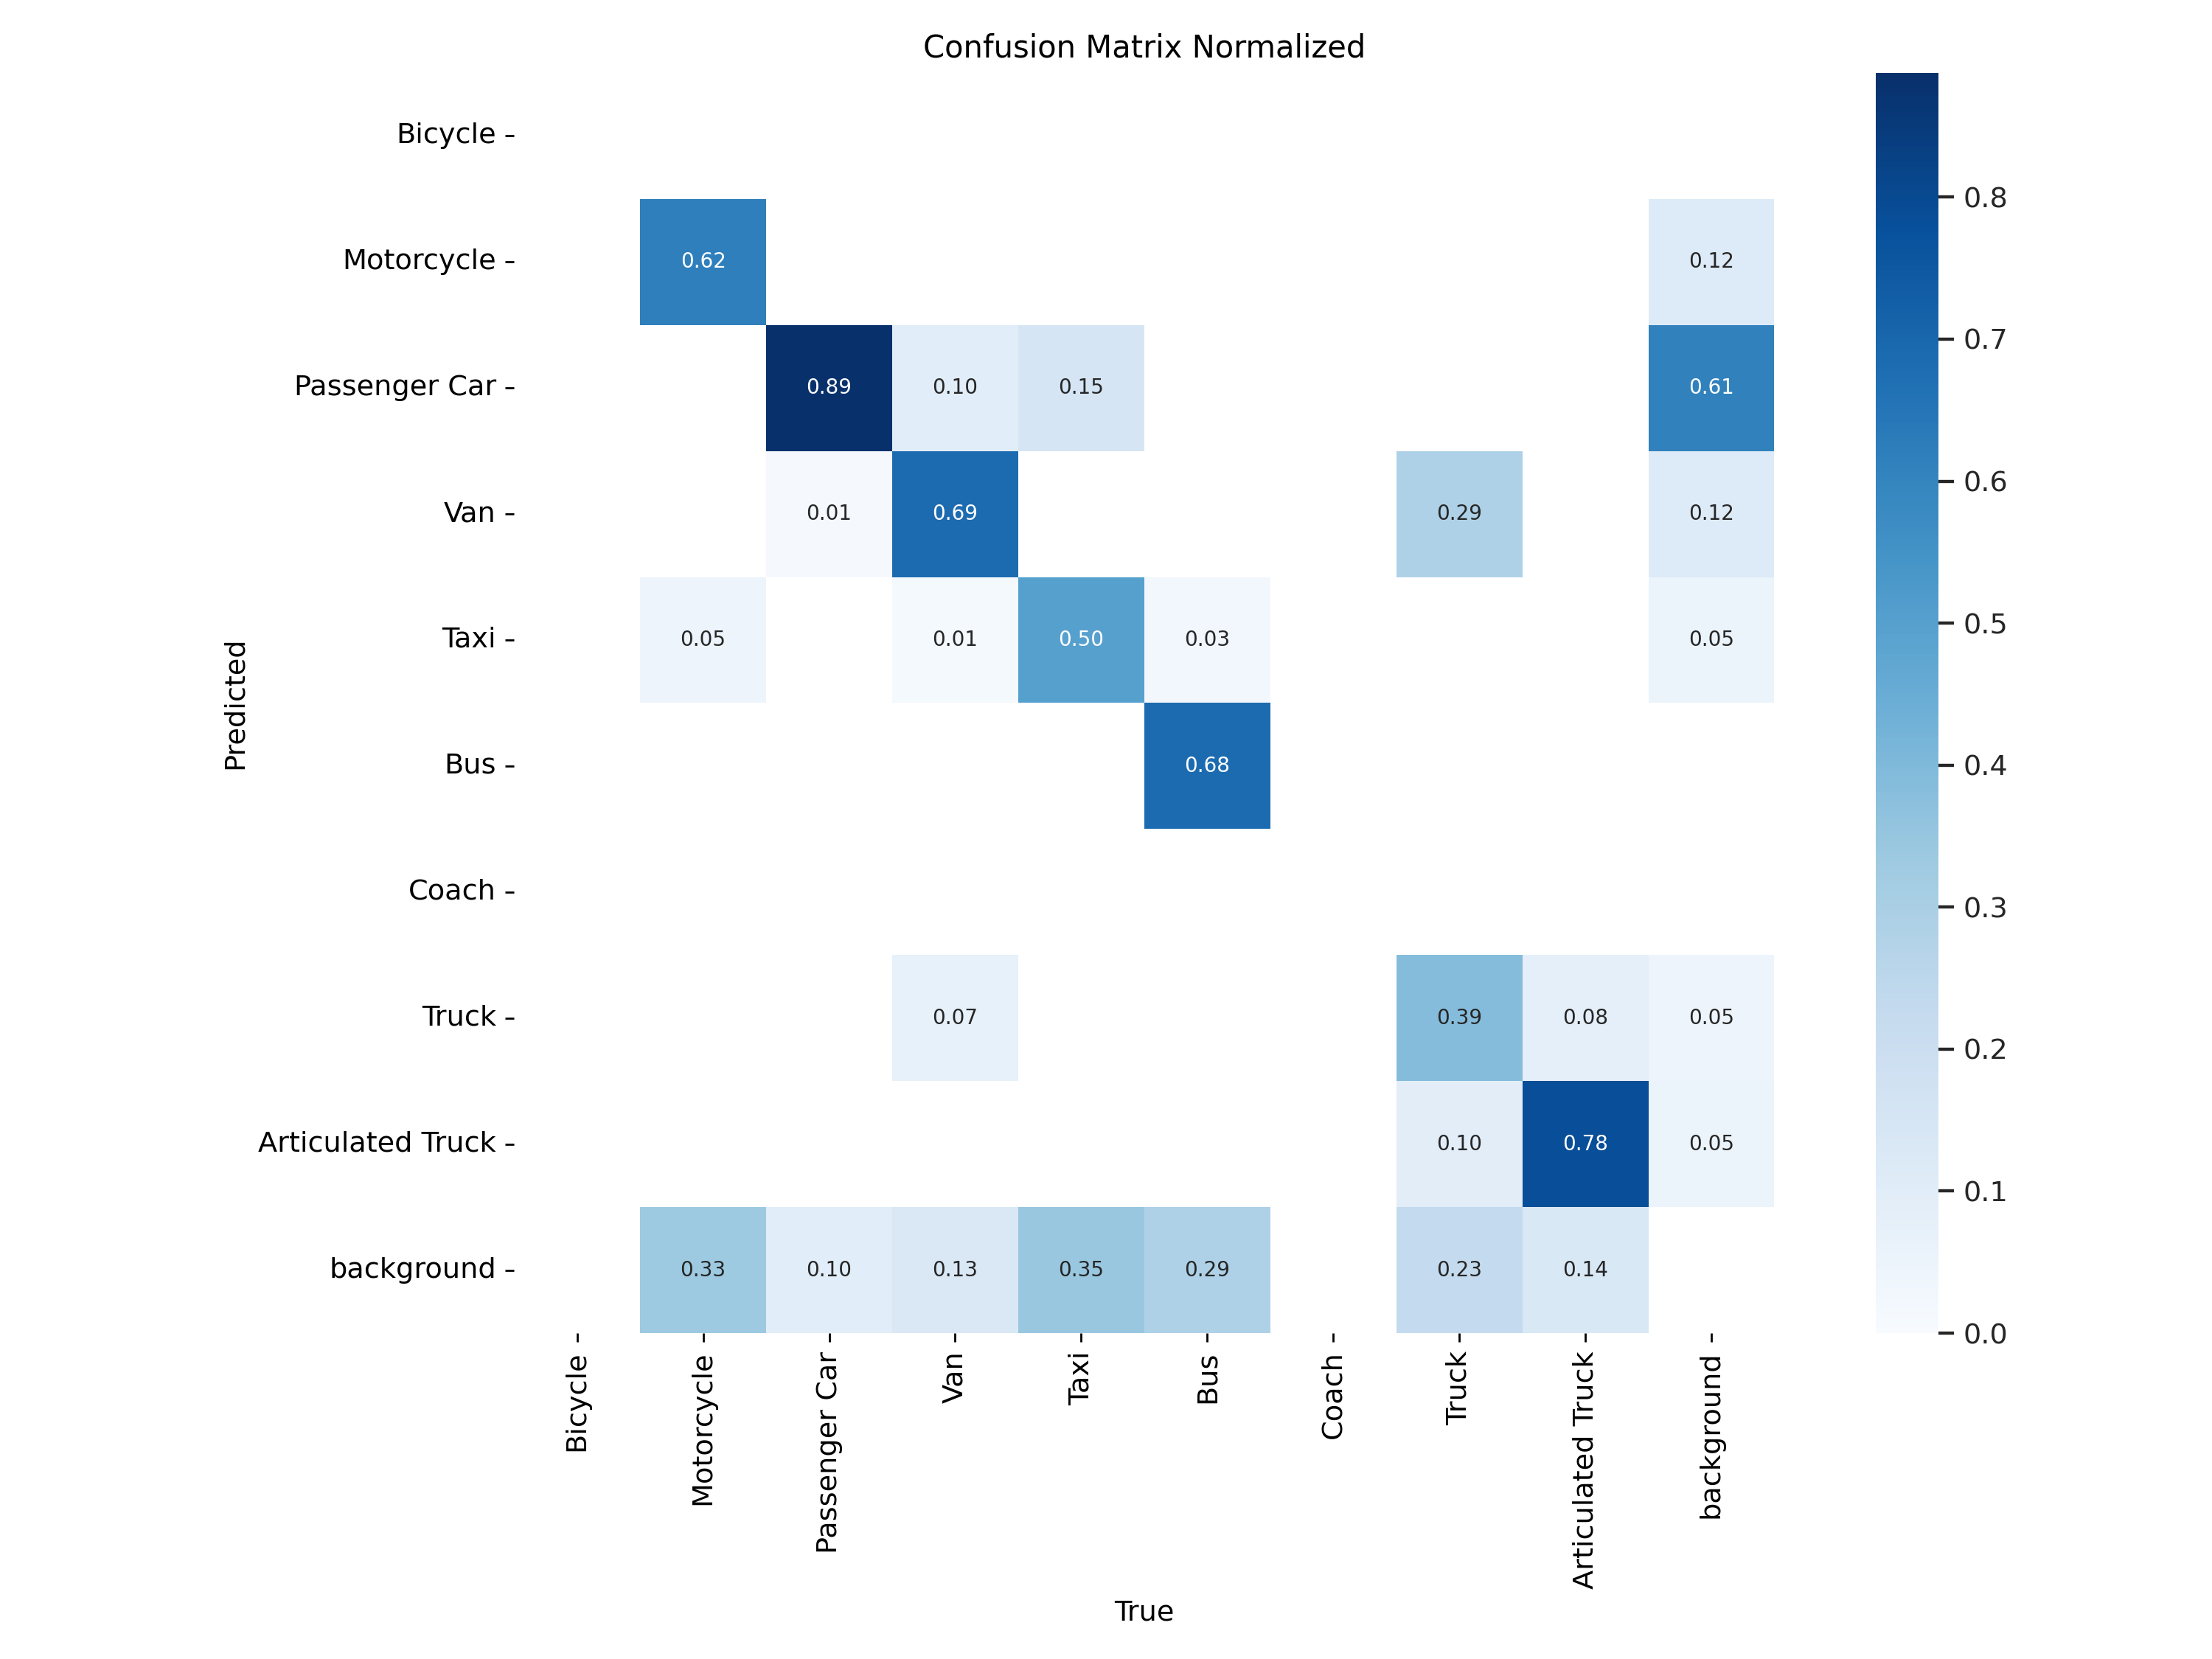 Confusion Matrix Normalized
Bicycle
Motorcycle 0.62 0.12
Passenger Car 0.89 0.10 0.15 0.61
Van 0.01 0.69 0.29 0.12
Taxi 0.05 0.01 0.50 0.03 0.05
Bus 0.68
Coach
Truck 0.07 0.39 0.08 0.05
Articulated Truck 0.10 0.78 0.05
background 0.33 0.10 0.13 0.35 0.29 0.23 0.14
Predicted
Bicycle Motorcycle Passenger Car Van Taxi Bus Coach Truck Articulated Truck background
True
0.8
0.7
0.6
0.5
0.4
0.3
0.2
0.1
0.0